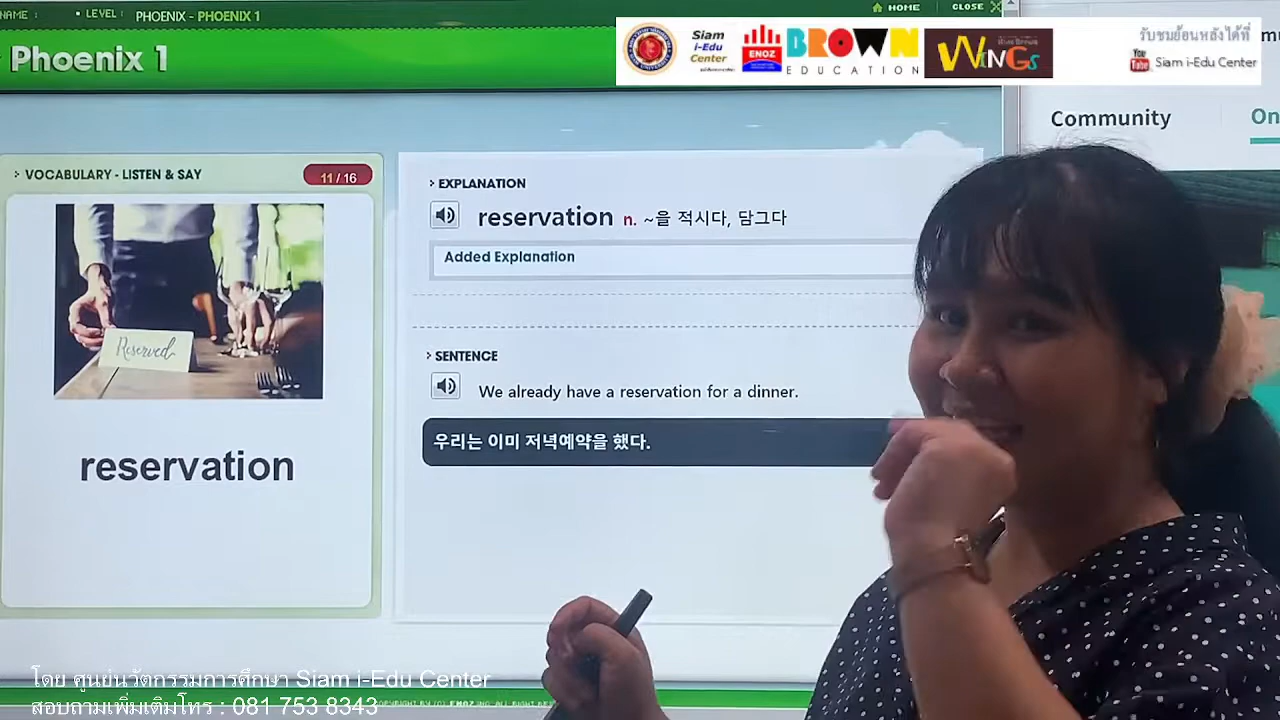 NAME :
• LEVEL : PHOENIX - PHOENIX 1
HOME
CLOSE
Phoenix 1
Siam
i-Edu
Center
ENOZ
BROWN
EDUCATION
WINGS
รับชมย้อนหลังได้ที่
You
Tube
Siam i-Edu Center
Community
On
VOCABULARY - LISTEN & SAY
11 / 16
Reserved
reservation
EXPLANATION
reservation n. ~을 적시다, 담그다
Added Explanation
SENTENCE
We already have a reservation for a dinner.
우리는 이미 저녁예약을 했다.
โดย ศูนย์นวัตกรรมการศึกษา Siam i-Edu Center
สอบถามเพิ่มเติมโทร : 081 753 8343